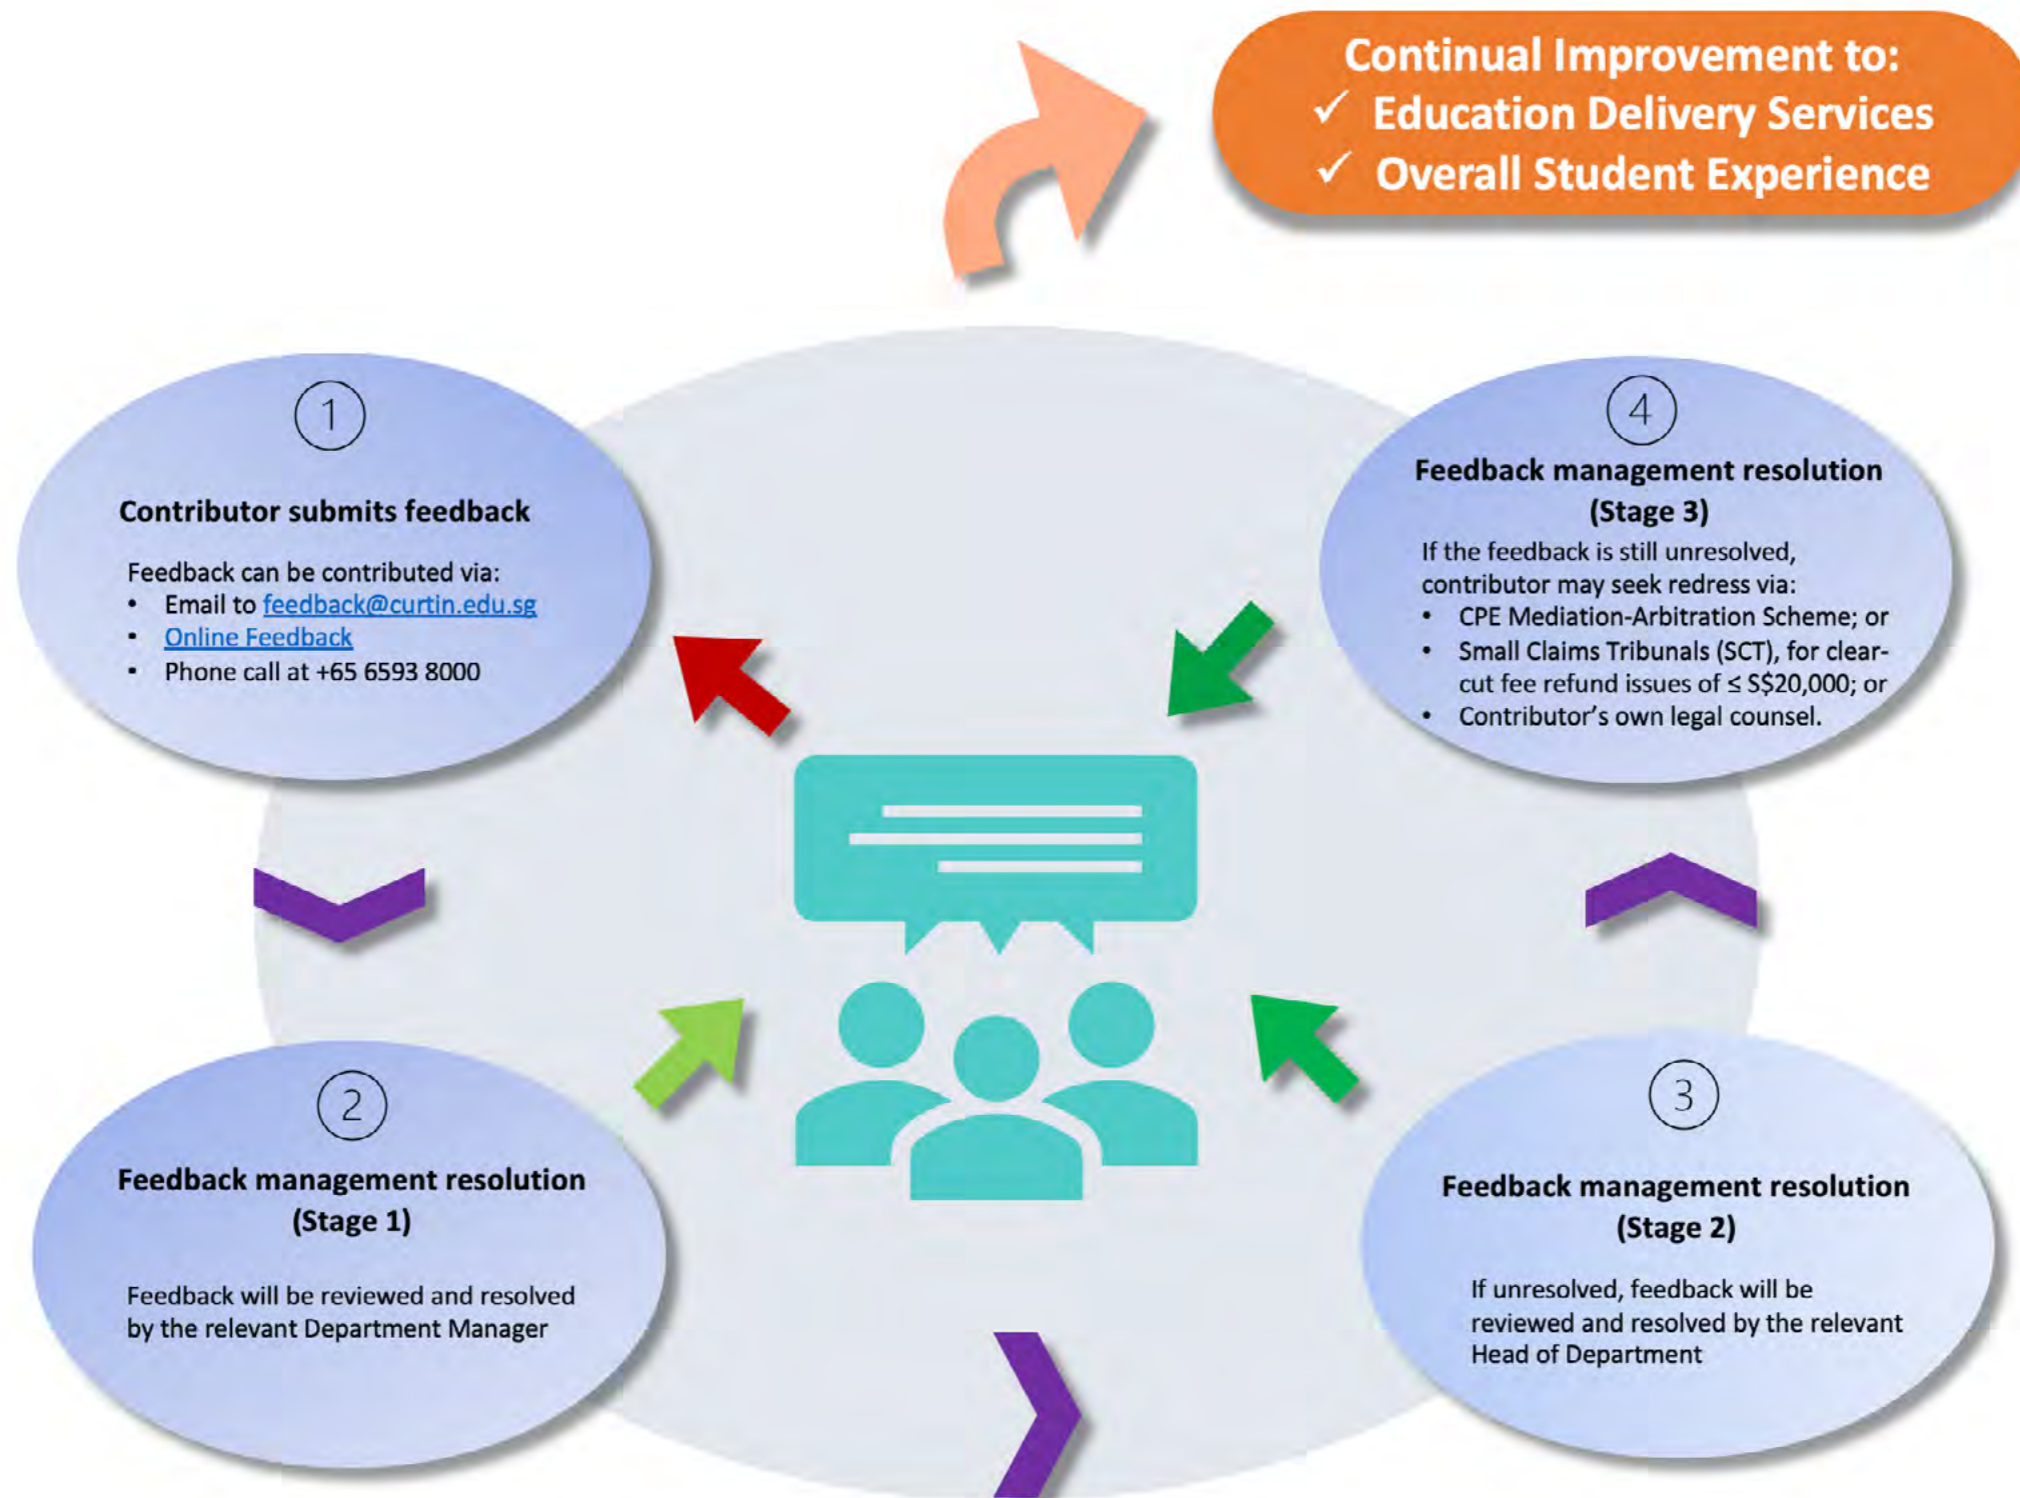 Continual Improvement to:
✓ Education Delivery Services
✓ Overall Student Experience
1
Contributor submits feedback
Feedback can be contributed via:
• Email to feedback@curtin.edu.sg
• Online Feedback
• Phone call at +65 6593 8000
2
Feedback management resolution
(Stage 1)
Feedback will be reviewed and resolved
by the relevant Department Manager
3
Feedback management resolution
(Stage 2)
If unresolved, feedback will be
reviewed and resolved by the relevant
Head of Department
4
Feedback management resolution
(Stage 3)
If the feedback is still unresolved,
contributor may seek redress via:
• CPE Mediation-Arbitration Scheme; or
• Small Claims Tribunals (SCT), for clear-
cut fee refund issues of ≤ S$20,000; or
• Contributor’s own legal counsel.